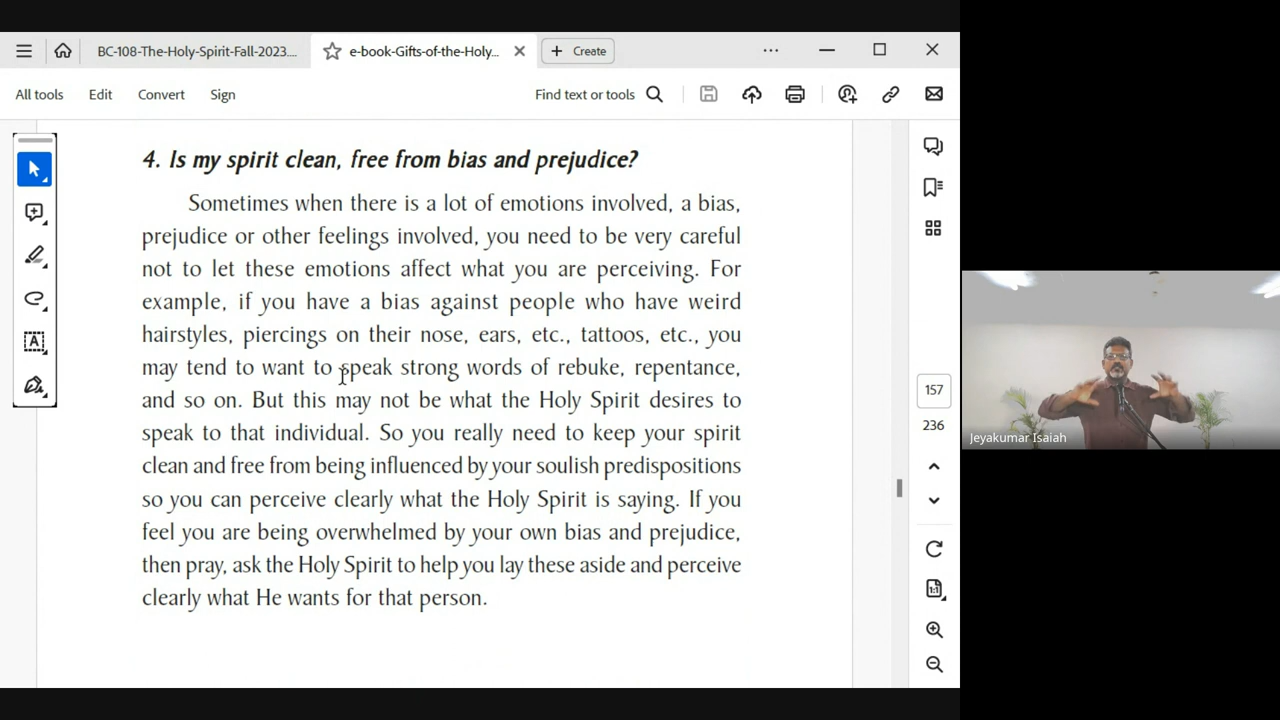 BC-108-The-Holy-Spirit-Fall-2023....
e-book-Gifts-of-the-Holy...
Create
All tools
Edit
Convert
Sign
Find text or tools
4. Is my spirit clean, free from bias and prejudice?
Sometimes when there is a lot of emotions involved, a bias,
prejudice or other feelings involved, you need to be very careful
not to let these emotions affect what you are perceiving. For
example, if you have a bias against people who have weird
hairstyles, piercings on their nose, ears, etc., tattoos, etc., you
may tend to want to speak strong words of rebuke, repentance,
and so on. But this may not be what the Holy Spirit desires to
speak to that individual. So you really need to keep your spirit
clean and free from being influenced by your soulish predispositions
so you can perceive clearly what the Holy Spirit is saying. If you
feel you are being overwhelmed by your own bias and prejudice,
then pray, ask the Holy Spirit to help you lay these aside and perceive
clearly what He wants for that person.
157
236
Jeyakumar Isaiah